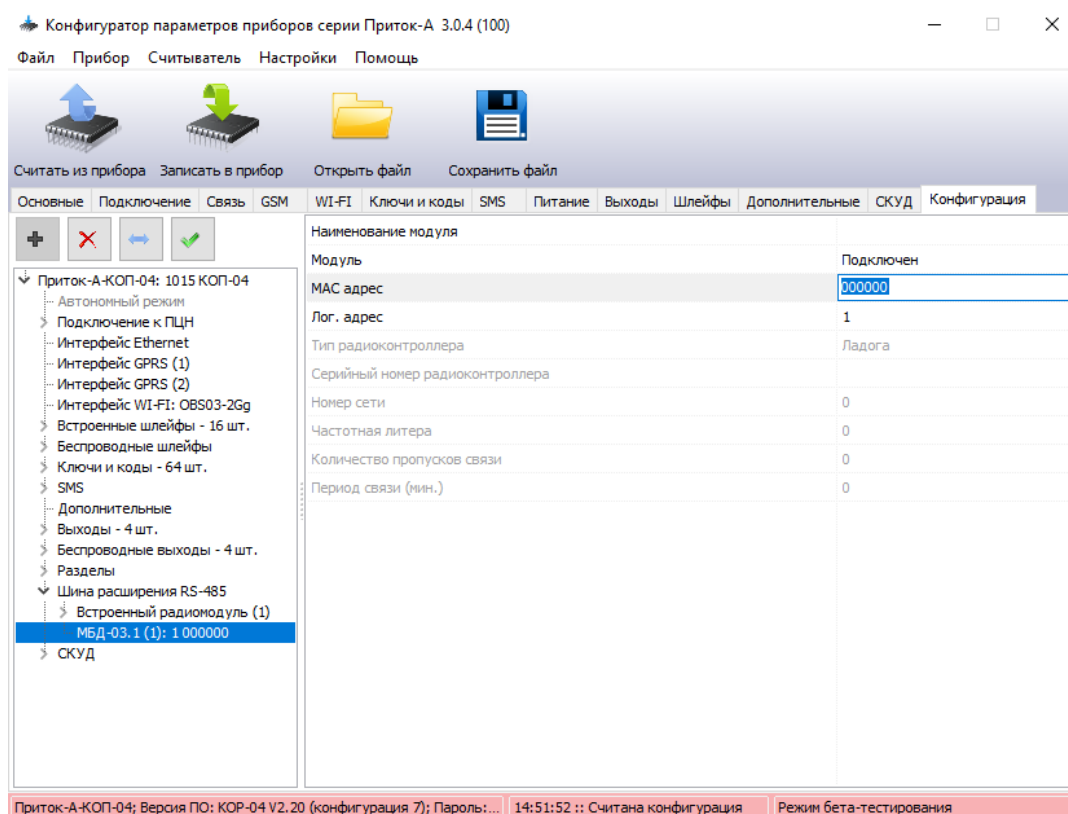 Конфигуратор параметров приборов серии Приток-А 3.0.4 (100)
Файл Прибор Считыватель Настройки Помощь
Считать из прибора Записать в прибор Открыть файл Сохранить файл
Основные Подключение Связь GSM WI-FI Ключи и коды SMS Питание Выходы Шлейфы Дополнительные СКУД Конфигурация
Приток-А-КОП-04: 1015 КОП-04
Автономный режим
Подключение к ПЦН
Интерфейс Ethernet
Интерфейс GPRS (1)
Интерфейс GPRS (2)
Интерфейс WI-FI: OBS03-2Gg
Встроенные шлейфы - 16 шт.
Беспроводные шлейфы
Ключи и коды - 64 шт.
SMS
Дополнительные
Выходы - 4 шт.
Беспроводные выходы - 4 шт.
Разделы
Шина расширения RS-485
Встроенный радиомодуль (1)
МБД-03.1 (1): 1 000000
СКУД
Наименование модуля
Модуль Подключен
MAC адрес 000000
Лог. адрес 1
Тип радиоконтроллера Ладога
Серийный номер радиоконтроллера
Номер сети 0
Частотная литера 0
Количество пропусков связи 0
Период связи (мин.) 0
Приток-А-КОП-04; Версия ПО: КОР-04 V2.20 (конфигурация 7); Пароль:... 14:51:52 :: Считана конфигурация Режим бета-тестирования